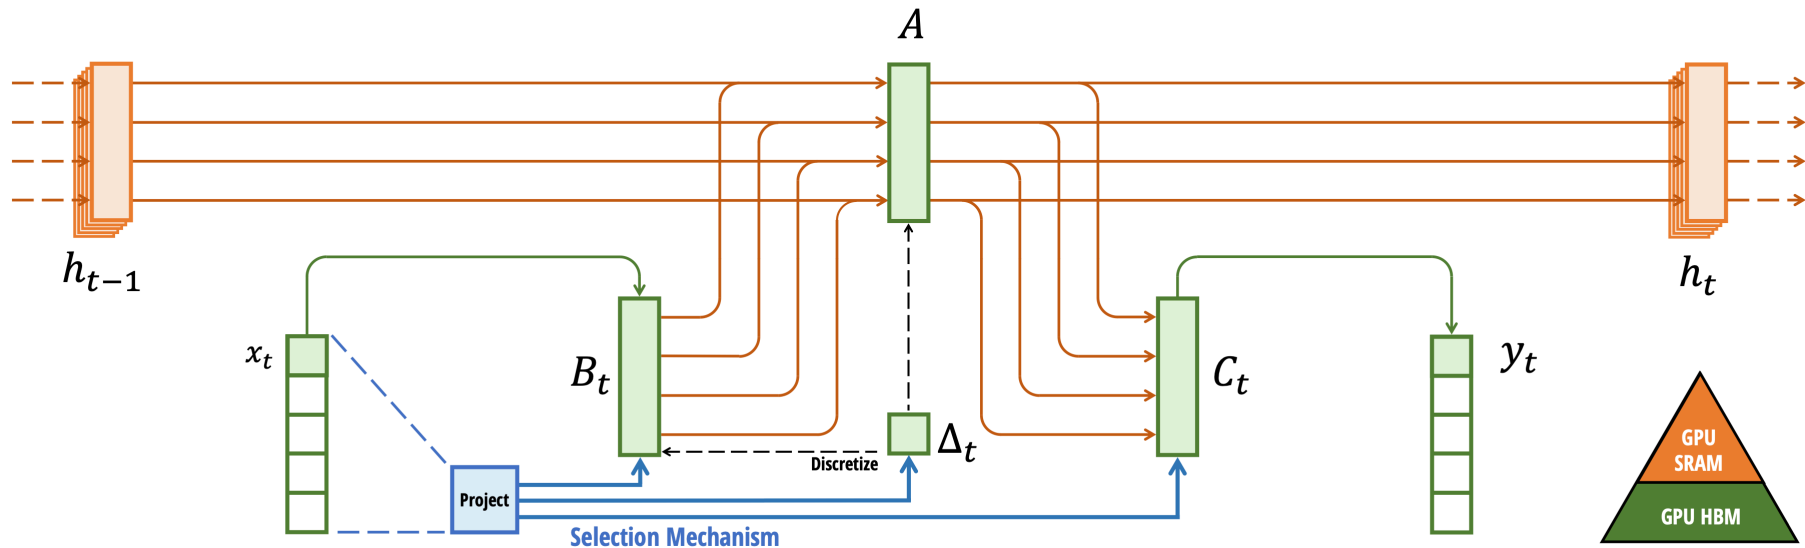 A
h_{t−1}
h_t
x_t
B_t
C_t
y_t
Δ_t
Discretize
Project
Selection Mechanism
GPU
SRAM
GPU HBM